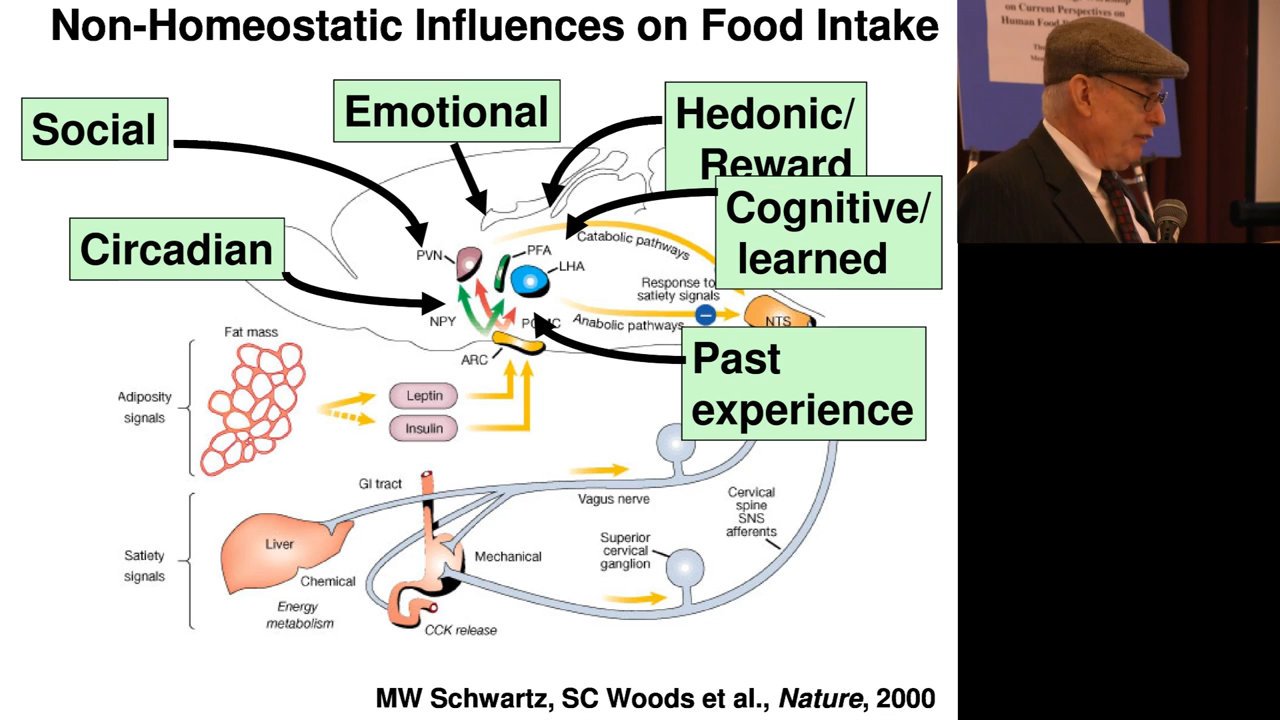 Non-Homeostatic Influences on Food Intake
Social
Emotional
Hedonic/
Reward
Cognitive/
learned
Circadian
Past
experience
PVN
PFA
LHA
Catabolic pathways
Response to
satiety signals
NTS
NPY
Anabolic pathways
ARC
Fat mass
Adiposity
signals
Leptin
Insulin
GI tract
Vagus nerve
Cervical
spine
SNS
afferents
Superior
cervical
ganglion
Satiety
signals
Liver
Chemical
Mechanical
Energy
metabolism
CCK release
MW Schwartz, SC Woods et al., Nature, 2000
on Current Perspectives on
Human Food